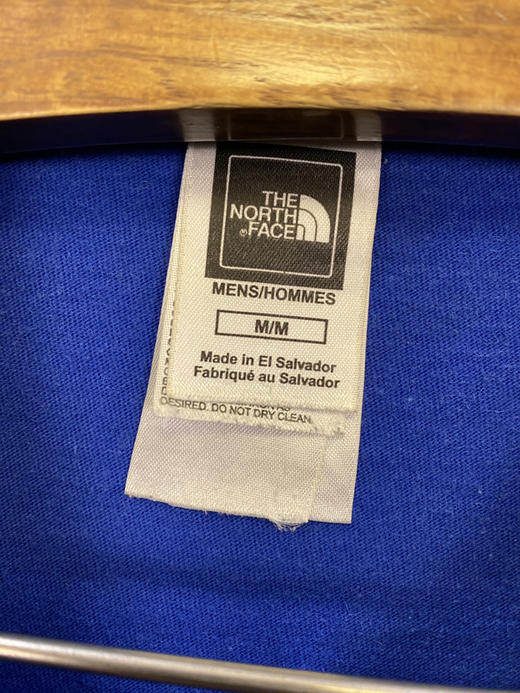 THE
NORTH
FACE
MENS/HOMMES
M/M
Made in El Salvador
Fabriqué au Salvador
DESIRED. DO NOT DRY CLEAN